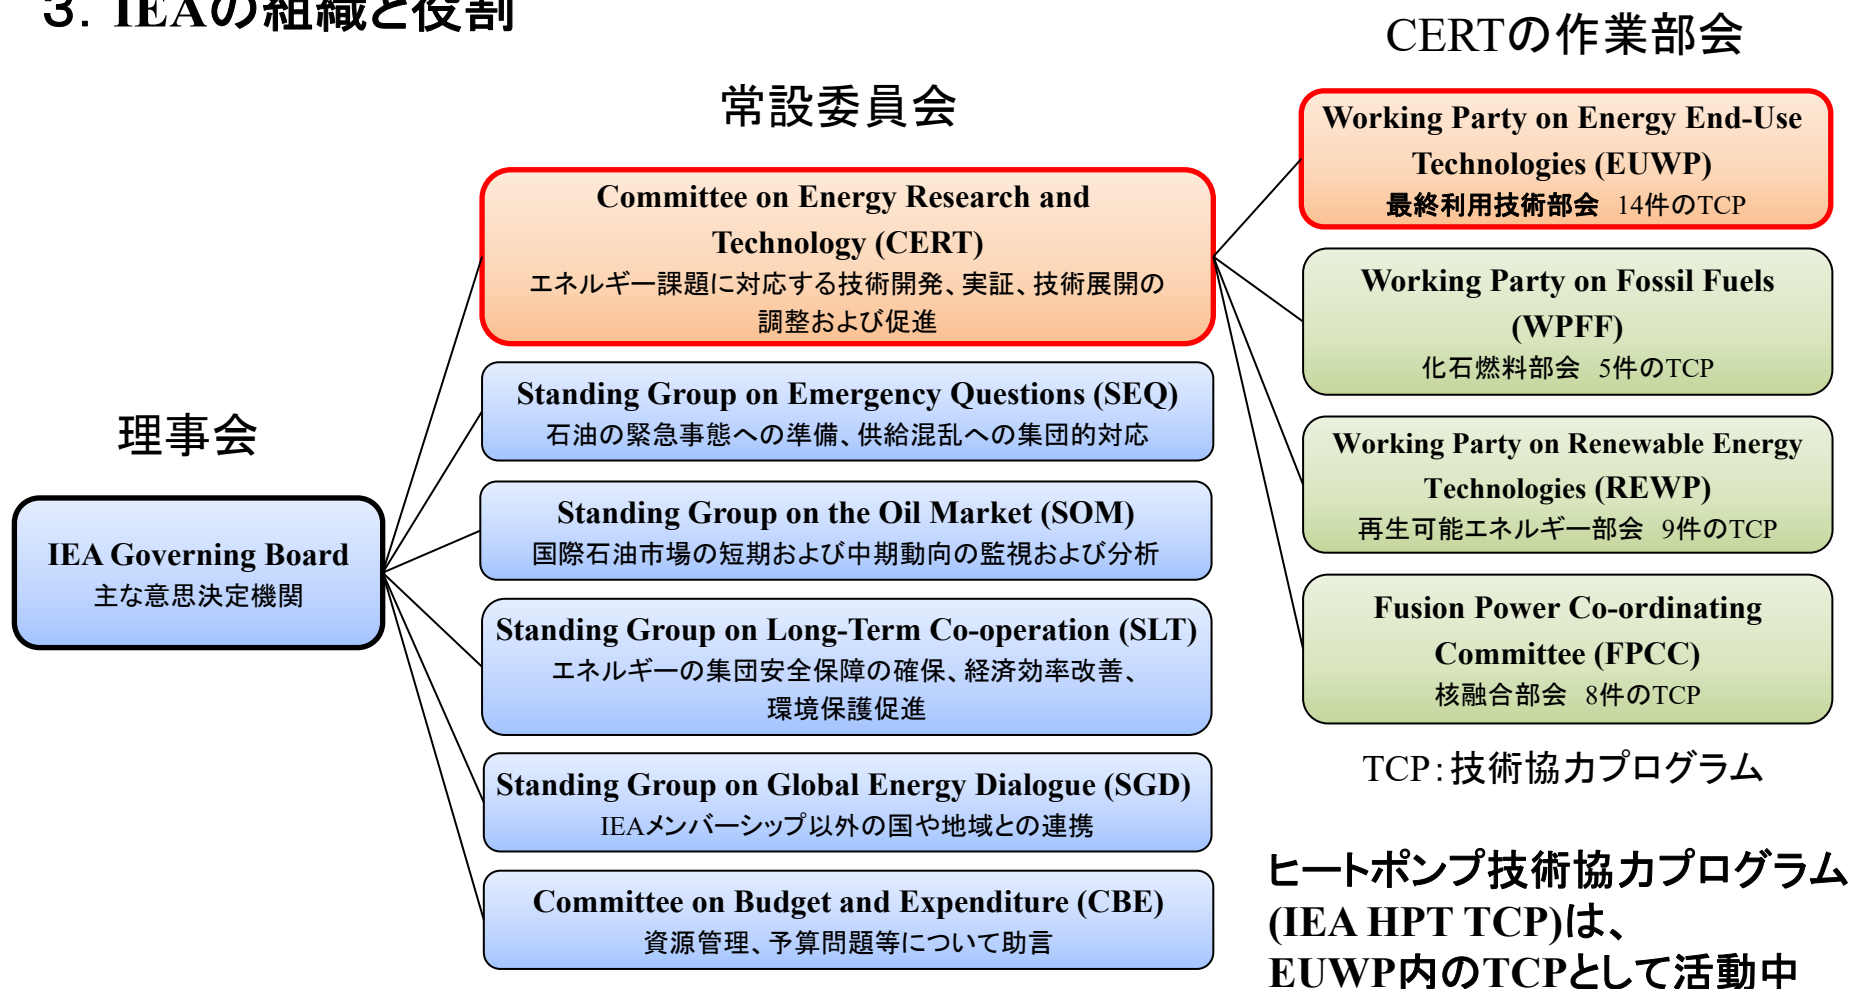 3. IEAの組織と役割
理事会
IEA Governing Board
主な意思決定機関
常設委員会
Committee on Energy Research and
Technology (CERT)
エネルギー課題に対応する技術開発、実証、技術展開の
調整および促進
Standing Group on Emergency Questions (SEQ)
石油の緊急事態への準備、供給混乱への集団的対応
Standing Group on the Oil Market (SOM)
国際石油市場の短期および中期動向の監視および分析
Standing Group on Long-Term Co-operation (SLT)
エネルギーの集団安全保障の確保、経済効率改善、
環境保護促進
Standing Group on Global Energy Dialogue (SGD)
IEAメンバーシップ以外の国や地域との連携
Committee on Budget and Expenditure (CBE)
資源管理、予算問題等について助言
CERTの作業部会
Working Party on Energy End-Use
Technologies (EUWP)
最終利用技術部会 14件のTCP
Working Party on Fossil Fuels
(WPFF)
化石燃料部会 5件のTCP
Working Party on Renewable Energy
Technologies (REWP)
再生可能エネルギー部会 9件のTCP
Fusion Power Co-ordinating
Committee (FPCC)
核融合部会 8件のTCP
TCP:技術協力プログラム
ヒートポンプ技術協力プログラム
(IEA HPT TCP)は、
EUWP内のTCPとして活動中